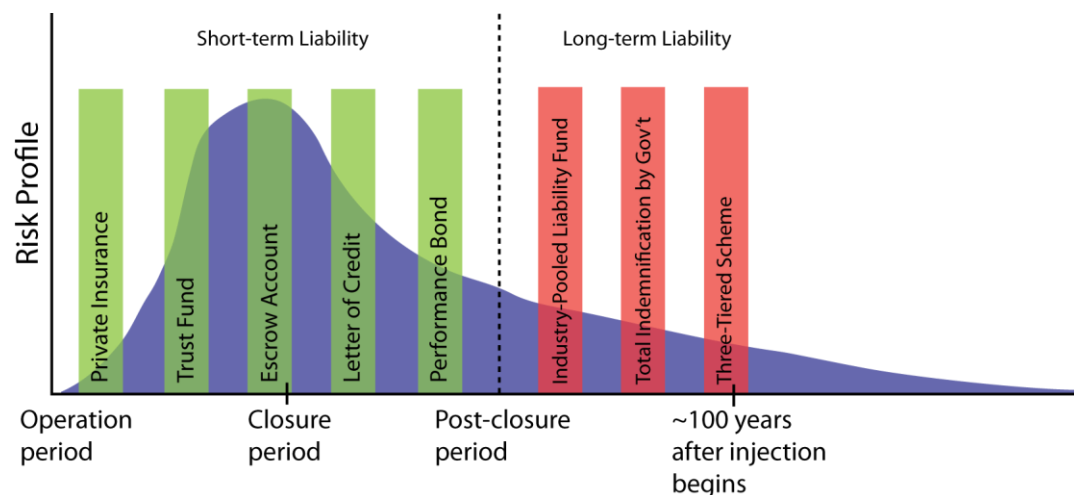 Short-term Liability
Long-term Liability
Risk Profile
Private Insurance
Trust Fund
Escrow Account
Letter of Credit
Performance Bond
Industry-Pooled Liability Fund
Total Indemnification by Gov't
Three-Tiered Scheme
Operation
period
Closure
period
Post-closure
period
~100 years
after injection
begins